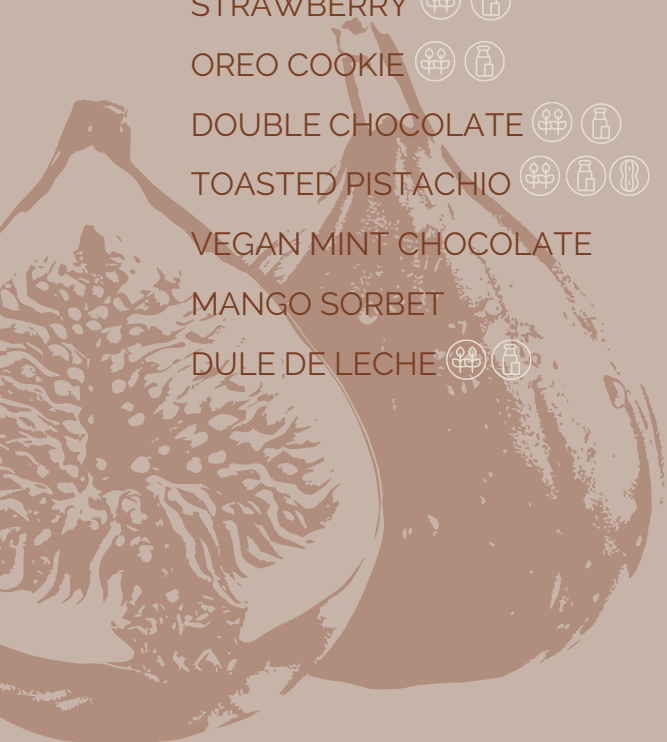 STRAWBERRY
OREO COOKIE
DOUBLE CHOCOLATE
TOASTED PISTACHIO
VEGAN MINT CHOCOLATE
MANGO SORBET
DULE DE LECHE